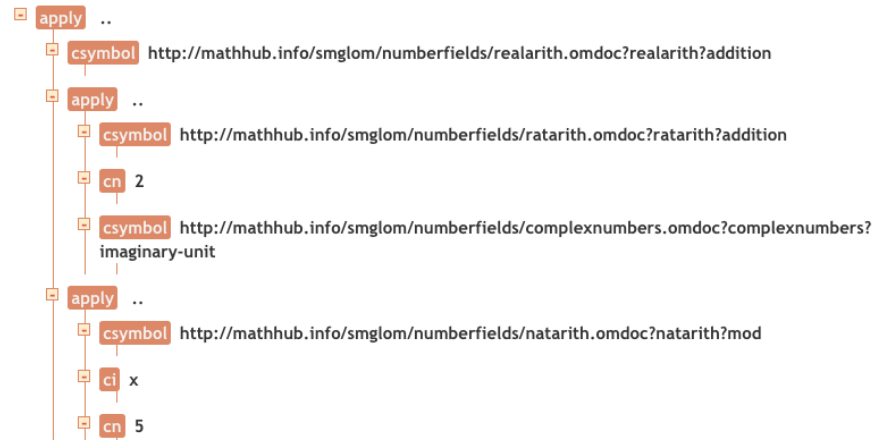 apply ..
csymbol http://mathhub.info/smglom/numberfields/realarith.omdoc?realarith?addition
apply ..
csymbol http://mathhub.info/smglom/numberfields/ratarith.omdoc?ratarith?addition
cn 2
csymbol http://mathhub.info/smglom/numberfields/complexnumbers.omdoc?complexnumbers?
imaginary-unit
apply ..
csymbol http://mathhub.info/smglom/numberfields/natarith.omdoc?natarith?mod
ci x
cn 5